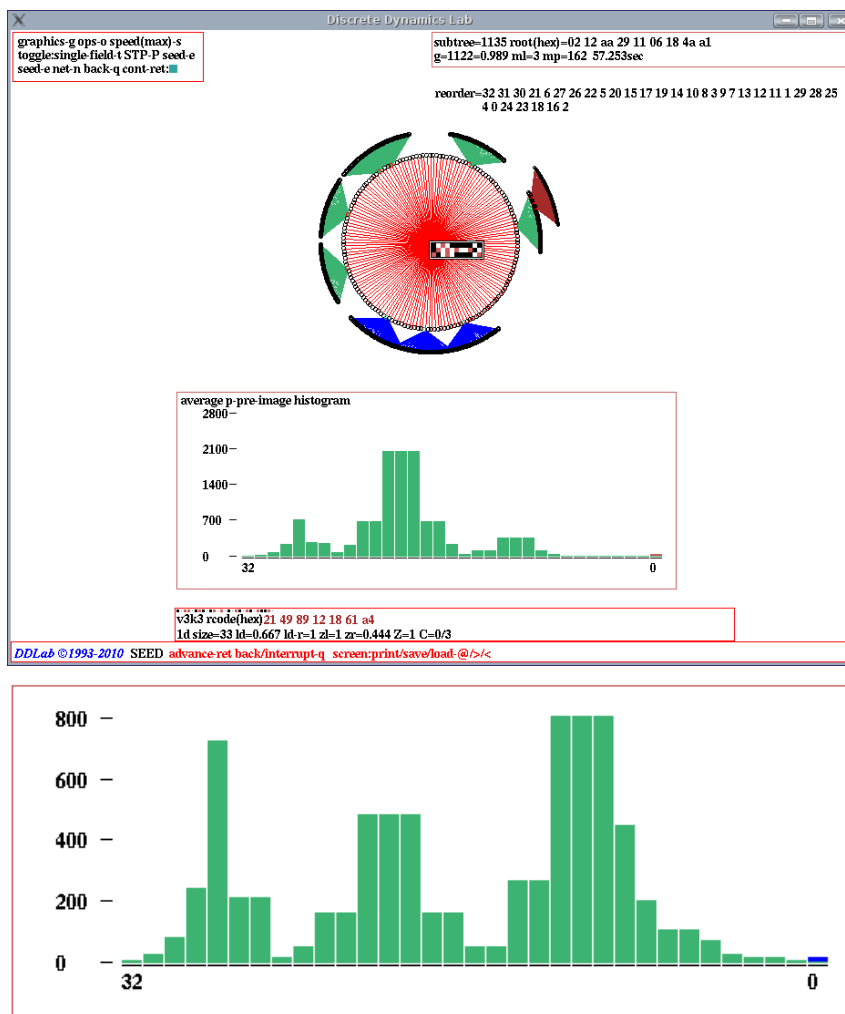 Discrete Dynamics Lab
graphics-g ops-o speed(max)-s
toggle:single-field-t STP-P seed-e
seed-e net-n back-q cont-ret:
subtree=1135 root(hex)=02 12 aa 29 11 06 18 4a a1
g=1122=0.989 ml=3 mp=162 57.253sec
reorder=32 31 30 21 6 27 26 22 5 20 15 17 19 14 10 8 3 9 7 13 12 11 1 29 28 25
4 0 24 23 18 16 2
average p-pre-image histogram
2800
2100
1400
700
0
32 0
v3k3 rcode(hex)21 49 89 12 18 61 a4
1d size=33 ld=0.667 ld-r=1 zl=1 zr=0.444 Z=1 C=0/3
DDLab ©1993-2010 SEED advance-ret back/interrupt-q screen:print/save/load-@/>/<
800
600
400
200
0
32 0